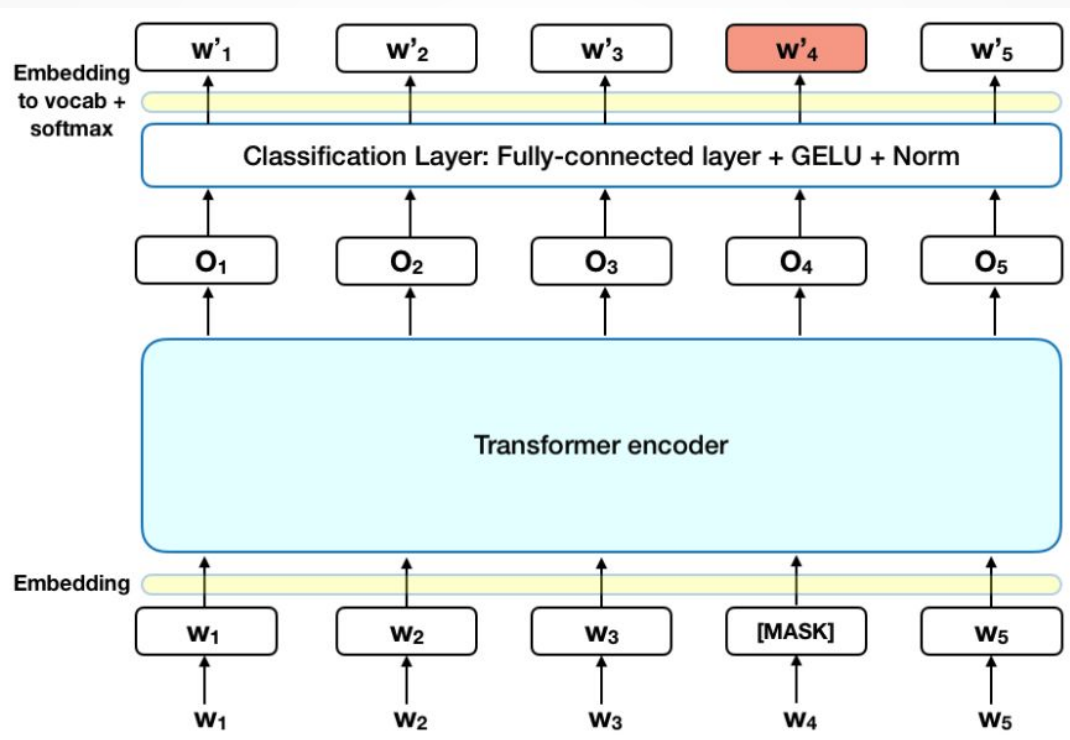 w’₁ w’₂ w’₃ w’₄ w’₅
Embedding
to vocab +
softmax
Classification Layer: Fully-connected layer + GELU + Norm
O₁ O₂ O₃ O₄ O₅
Transformer encoder
Embedding
W₁ W₂ W₃ [MASK] W₅
W₁ W₂ W₃ W₄ W₅